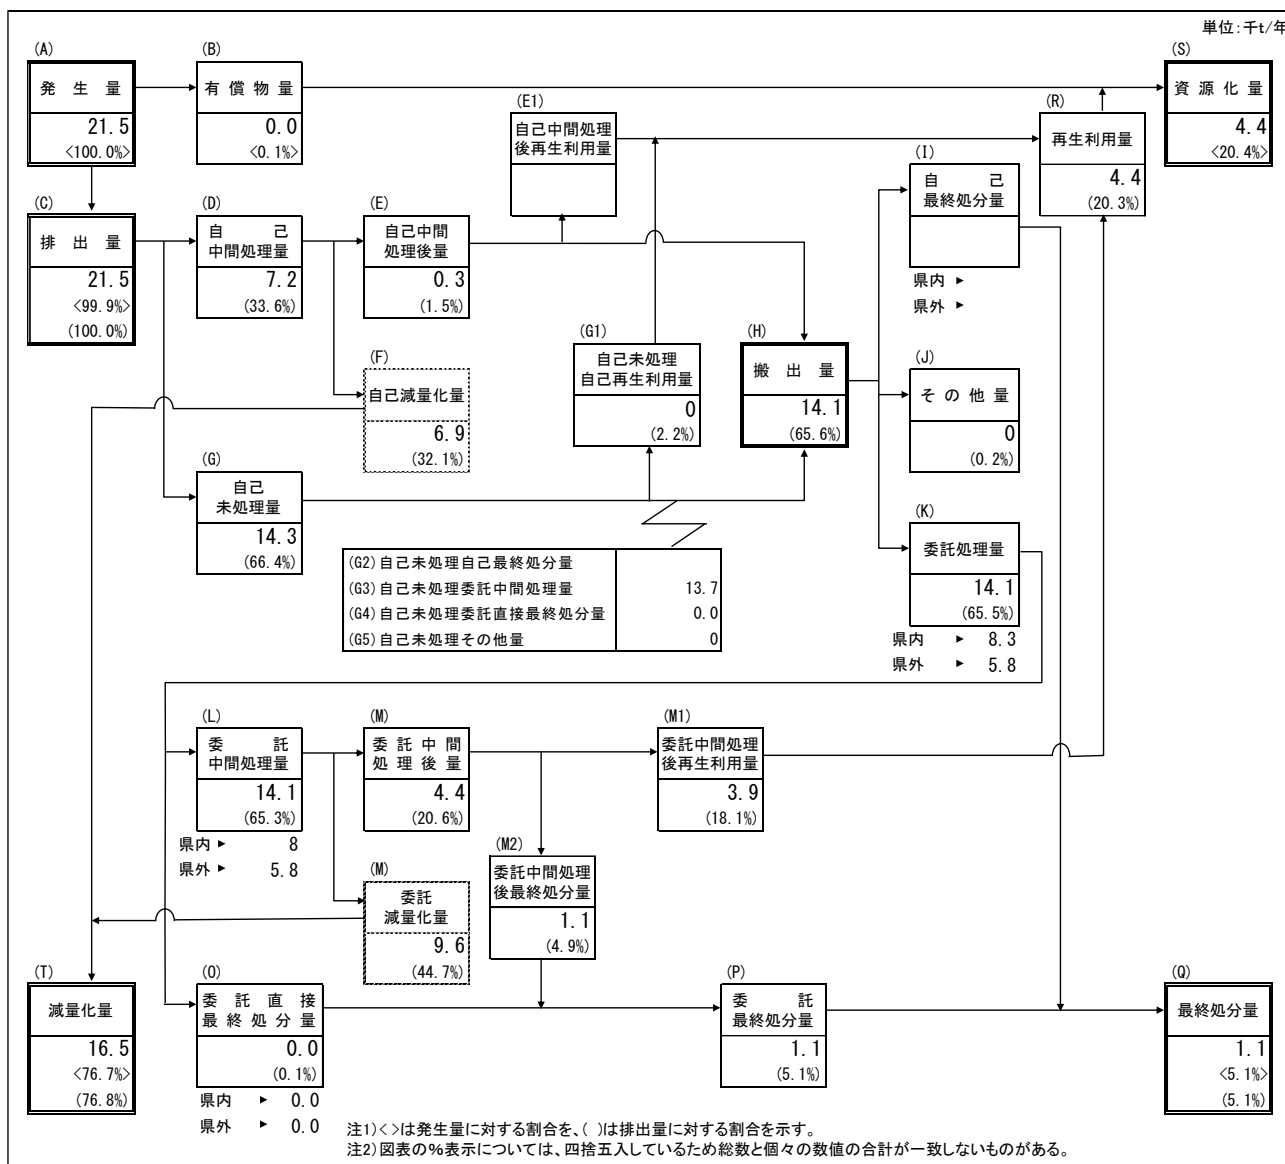 単位:千t/年
(A)
発生量
21.5
<100.0%>
(B)
有償物量
0.0
<0.1%>
(S)
資源化量
4.4
<20.4%>
(E1)
自己中間処理
後再生利用量
(R)
再生利用量
4.4
(20.3%)
(C)
排出量
21.5
<99.9%>
(100.0%)
(D)
自己
中間処理量
7.2
(33.6%)
(E)
自己中間
処理後量
0.3
(1.5%)
(I)
自己
最終処分量
県内 ►
県外 ►
(F)
自己減量化量
6.9
(32.1%)
(G1)
自己未処理
自己再生利用量
0
(2.2%)
(H)
搬出量
14.1
(65.6%)
(J)
その他量
0
(0.2%)
(G)
自己
未処理量
14.3
(66.4%)
(G2)自己未処理自己最終処分量
(G3)自己未処理委託中間処理量 13.7
(G4)自己未処理委託直接最終処分量 0.0
(G5)自己未処理その他量 0
(K)
委託処理量
14.1
(65.5%)
県内 ► 8.3
県外 ► 5.8
(L)
委託
中間処理量
14.1
(65.3%)
県内 ► 8
県外 ► 5.8
(M)
委託中間
処理後量
4.4
(20.6%)
(M1)
委託中間処理
後再生利用量
3.9
(18.1%)
(M)
委託
減量化量
9.6
(44.7%)
(M2)
委託中間処理
後最終処分量
1.1
(4.9%)
(T)
減量化量
16.5
<76.7%>
(76.8%)
(O)
委託直接
最終処分量
0.0
(0.1%)
県内 ► 0.0
県外 ► 0.0
(P)
委託
最終処分量
1.1
(5.1%)
(Q)
最終処分量
1.1
<5.1%>
(5.1%)
注1)< >は発生量に対する割合を、( )は排出量に対する割合を示す。
注2)図表の%表示については、四捨五入しているため総数と個々の数値の合計が一致しないものがある。